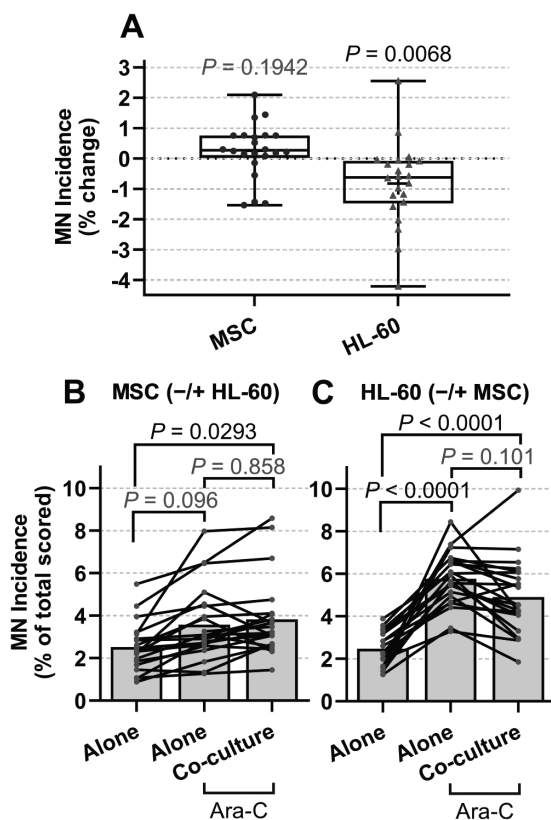 A
P = 0.1942
P = 0.0068
MN Incidence
(% change)
3
2
1
0
-1
-2
-3
-4
MSC
HL-60
B
MSC (−/+ HL-60)
P = 0.0293
P = 0.858
P = 0.096
MN Incidence
(% of total scored)
10
8
6
4
2
0
Alone
Alone
Co-culture
Ara-C
C
HL-60 (−/+ MSC)
P < 0.0001
P = 0.101
P < 0.0001
10
8
6
4
2
0
Alone
Alone
Co-culture
Ara-C